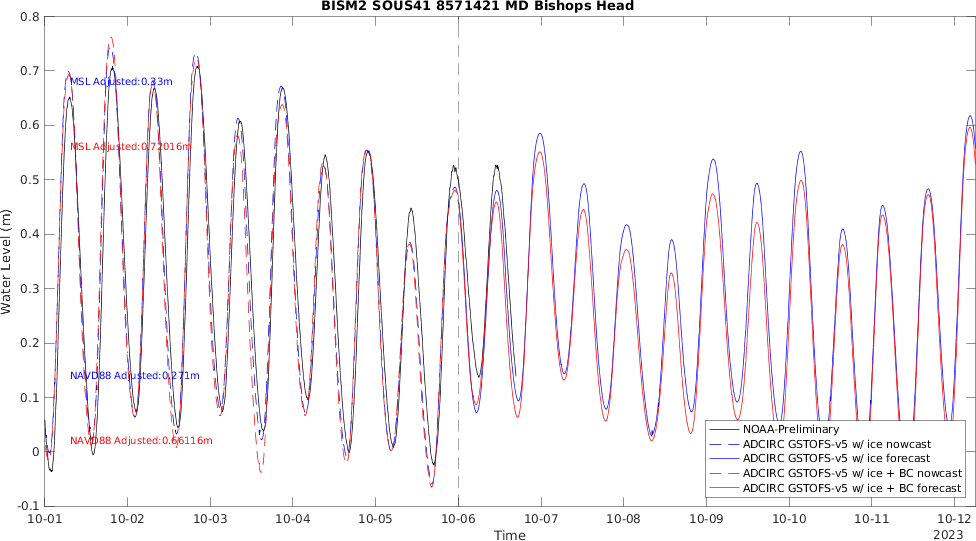 BISM2 SOUS41 8571421 MD Bishops Head
0.8
0.7
0.6
0.5
0.4
0.3
0.2
0.1
0
-0.1
Water Level (m)
MSL Adjusted:0.33m
MSL Adjusted:0.72016m
NAVD88 Adjusted:0.271m
NAVD88 Adjusted:0.66116m
NOAA-Preliminary
ADCIRC GSTOFS-v5 w/ ice nowcast
ADCIRC GSTOFS-v5 w/ ice forecast
ADCIRC GSTOFS-v5 w/ ice + BC nowcast
ADCIRC GSTOFS-v5 w/ ice + BC forecast
10-01 10-02 10-03 10-04 10-05 10-06 10-07 10-08 10-09 10-10 10-11 10-12
Time
2023